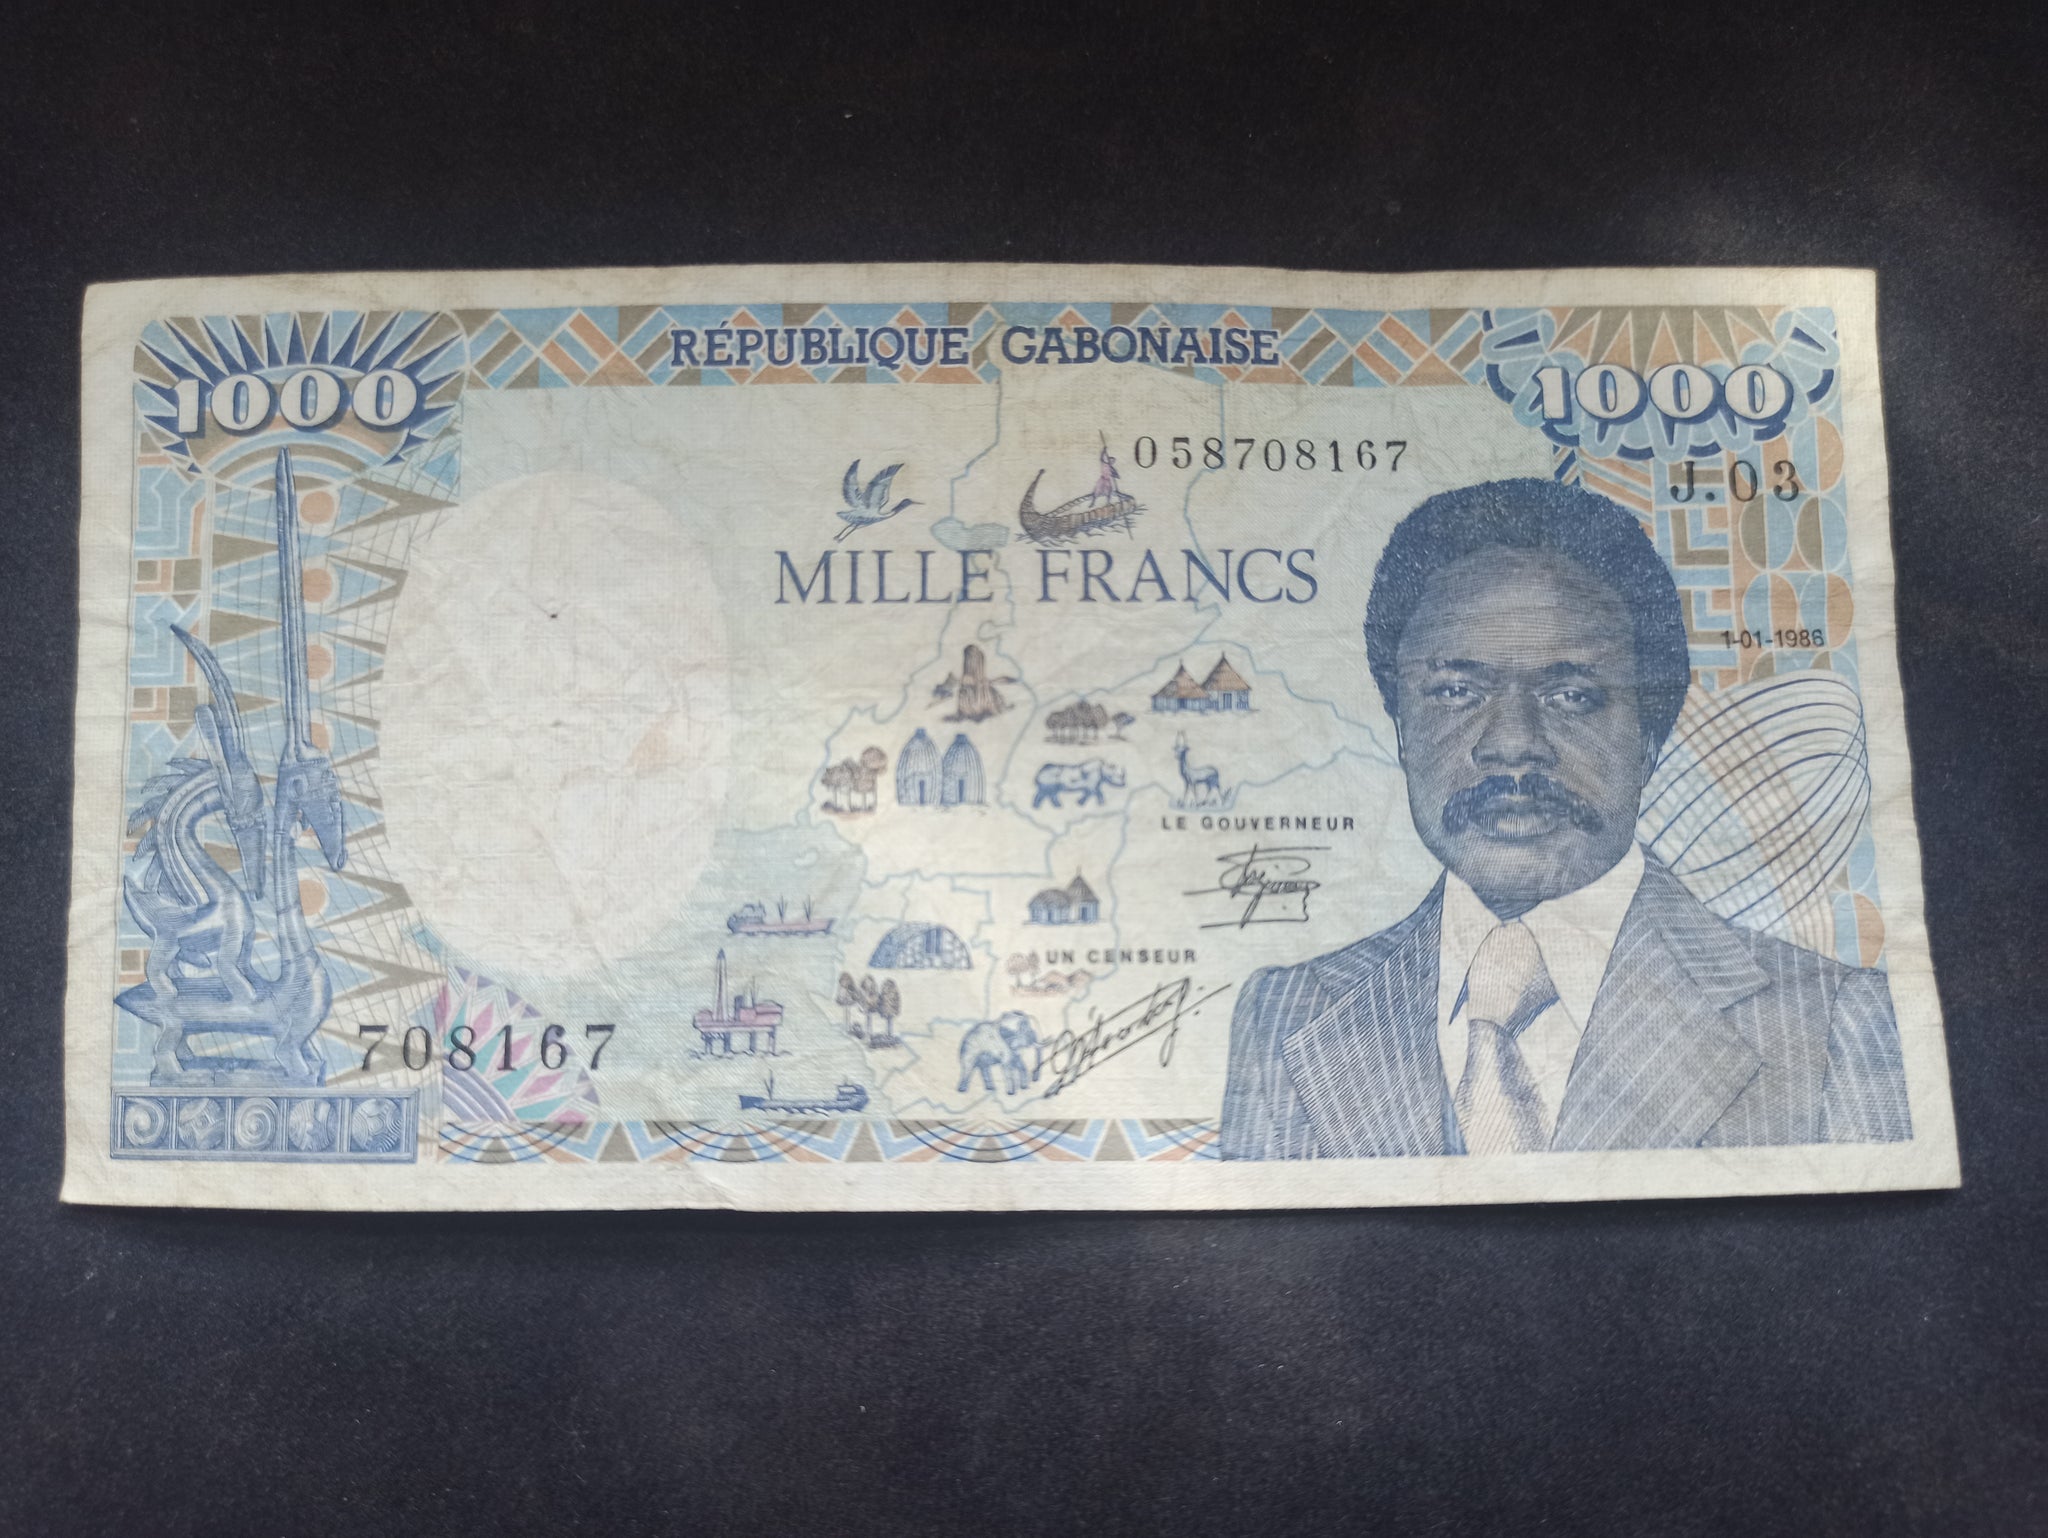 RÉPUBLIQUE GABONAISE
1000
1000
058708167
J.03
MILLE FRANCS
1-01-1986
LE GOUVERNEUR
UN CENSEUR
708167